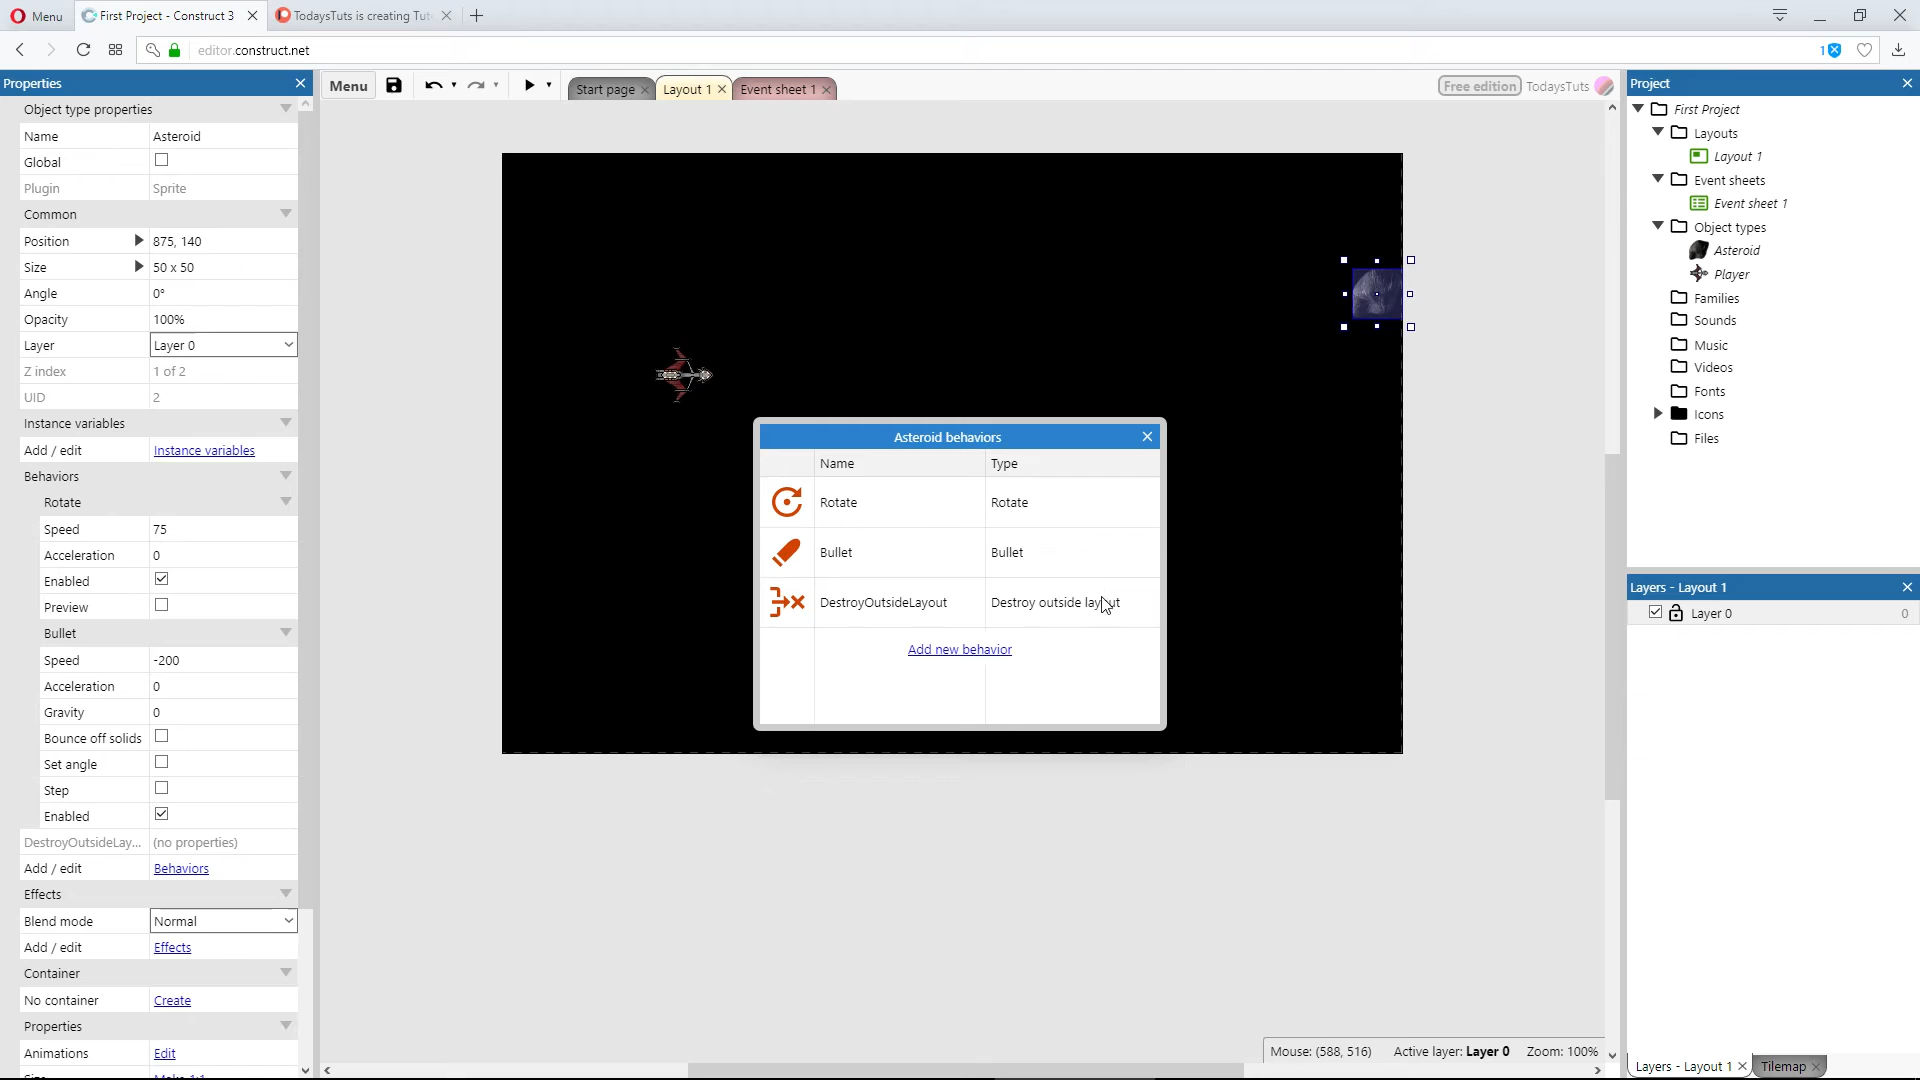 Menu
First Project - Construct 3
TodaysTuts is creating Tut
editor.construct.net
1
Properties
Object type properties
Name Asteroid
Global
Plugin Sprite
Common
Position 875, 140
Size 50 x 50
Angle 0°
Opacity 100%
Layer Layer 0
Z index 1 of 2
UID 2
Instance variables
Add / edit Instance variables
Behaviors
Rotate
Speed 75
Acceleration 0
Enabled
Preview
Bullet
Speed -200
Acceleration 0
Gravity 0
Bounce off solids
Set angle
Step
Enabled
DestroyOutsideLay... (no properties)
Add / edit Behaviors
Effects
Blend mode Normal
Add / edit Effects
Container
No container Create
Properties
Animations Edit
Menu
Start page
Layout 1
Event sheet 1
Free edition TodaysTuts
Asteroid behaviors
Name Type
Rotate Rotate
Bullet Bullet
DestroyOutsideLayout Destroy outside layout
Add new behavior
Mouse: (588, 516) Active layer: Layer 0 Zoom: 100%
Project
First Project
Layouts
Layout 1
Event sheets
Event sheet 1
Object types
Asteroid
Player
Families
Sounds
Music
Videos
Fonts
Icons
Files
Layers - Layout 1
Layer 0 0
Layers - Layout 1 Tilemap